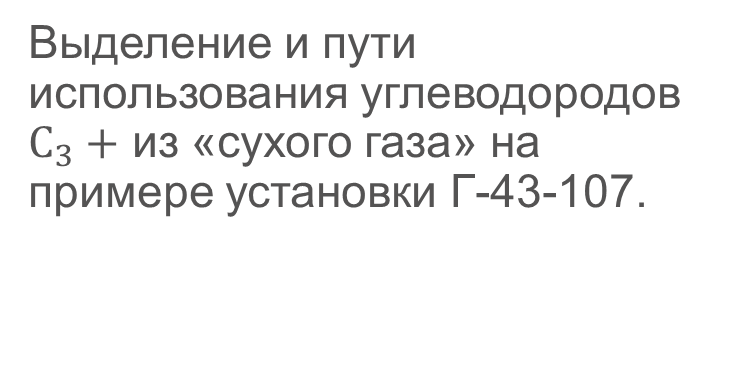 Выделение и пути
использования углеводородов
C₃ + из «сухого газа» на
примере установки Г-43-107.